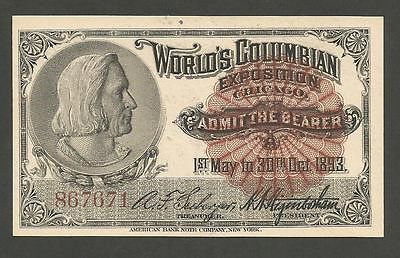 WORLD'S COLUMBIAN
EXPOSITION
CHICAGO
ADMIT THE BEARER
1ST May to 30TH Oct. 1893.
867671
TREASURER. PRESIDENT
AMERICAN BANK NOTE COMPANY, NEW YORK.